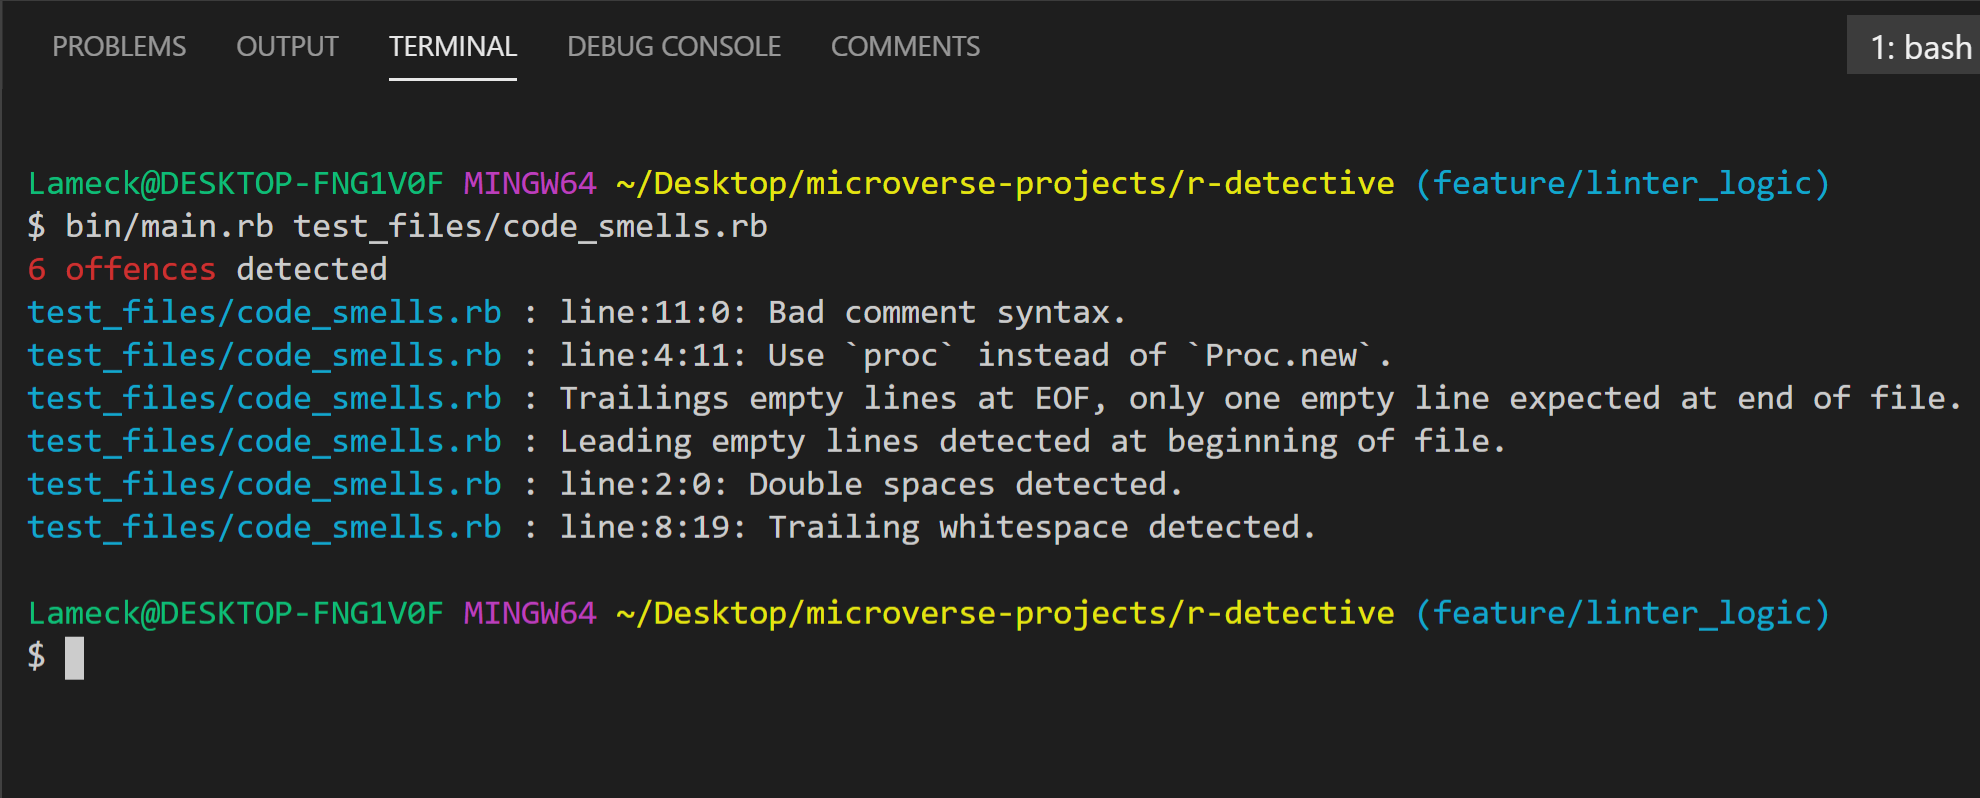 PROBLEMS OUTPUT TERMINAL DEBUG CONSOLE COMMENTS 1: bash
Lameck@DESKTOP-FNG1V0F MINGW64 ~/Desktop/microverse-projects/r-detective (feature/linter_logic)
$ bin/main.rb test_files/code_smells.rb
6 offences detected
test_files/code_smells.rb : line:11:0: Bad comment syntax.
test_files/code_smells.rb : line:4:11: Use `proc` instead of `Proc.new`.
test_files/code_smells.rb : Trailings empty lines at EOF, only one empty line expected at end of file.
test_files/code_smells.rb : Leading empty lines detected at beginning of file.
test_files/code_smells.rb : line:2:0: Double spaces detected.
test_files/code_smells.rb : line:8:19: Trailing whitespace detected.
Lameck@DESKTOP-FNG1V0F MINGW64 ~/Desktop/microverse-projects/r-detective (feature/linter_logic)
$